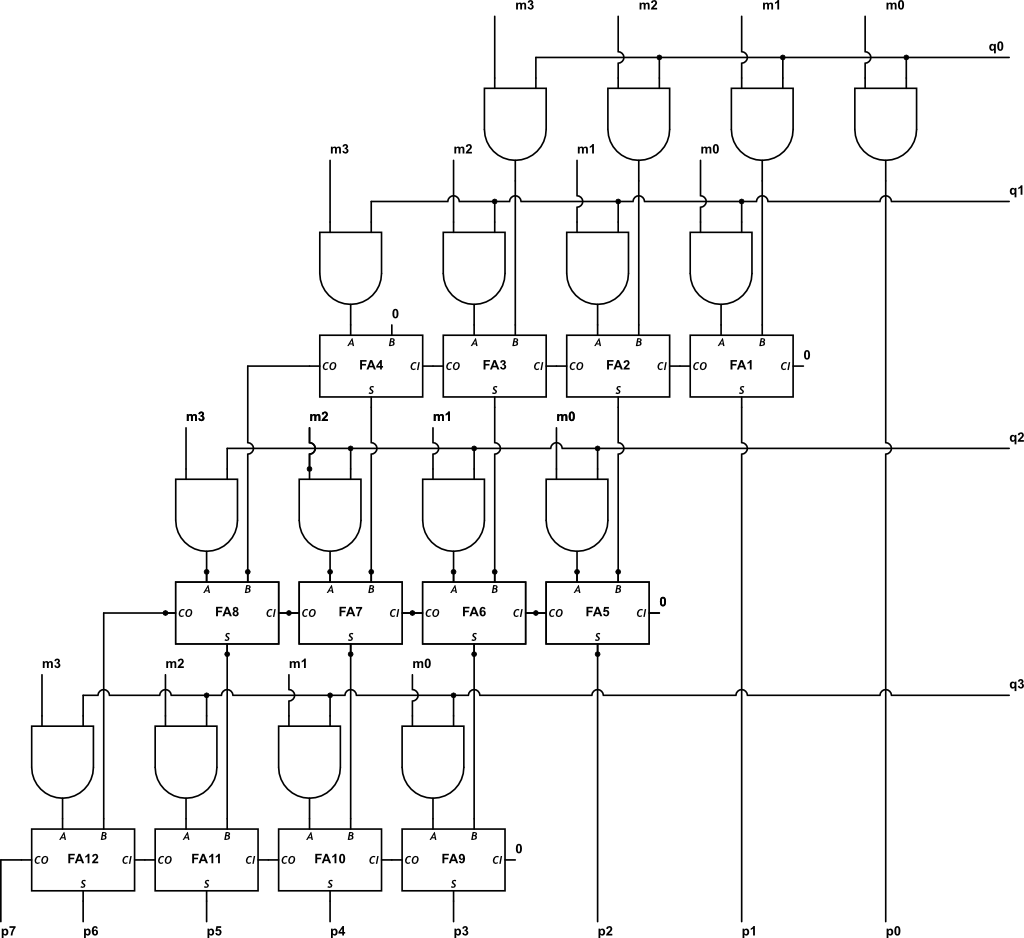 m3 m2 m1 m0
q0
m3 m2 m1 m0
q1
0
A B A B A B A B
CO FA4 CI CO FA3 CI CO FA2 CI CO FA1 CI 0
S S S S
m3 m2 m1 m0
q2
A B A B A B A B
CO FA8 CI CO FA7 CI CO FA6 CI CO FA5 CI 0
S S S S
m3 m2 m1 m0
q3
A B A B A B A B
CO FA12 CI CO FA11 CI CO FA10 CI CO FA9 CI 0
S S S S
p7 p6 p5 p4 p3 p2 p1 p0